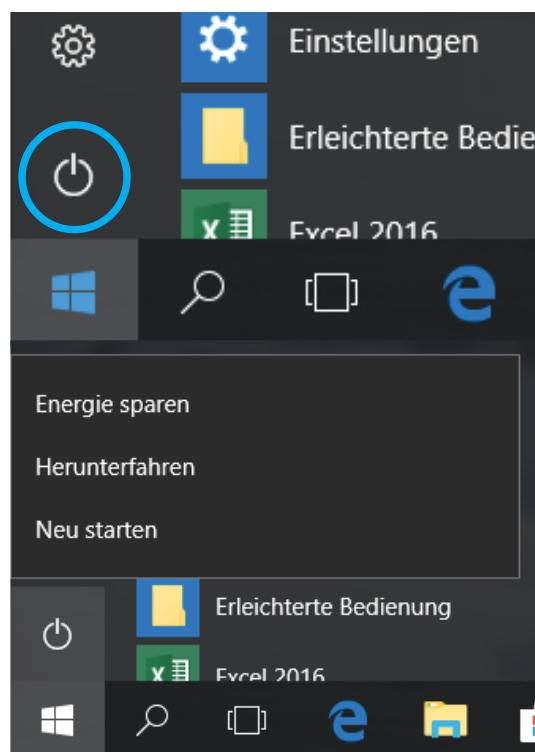 Einstellungen
Erleichterte Bedie
Excel 2016
Energie sparen
Herunterfahren
Neu starten
Erleichterte Bedienung
Excel 2016